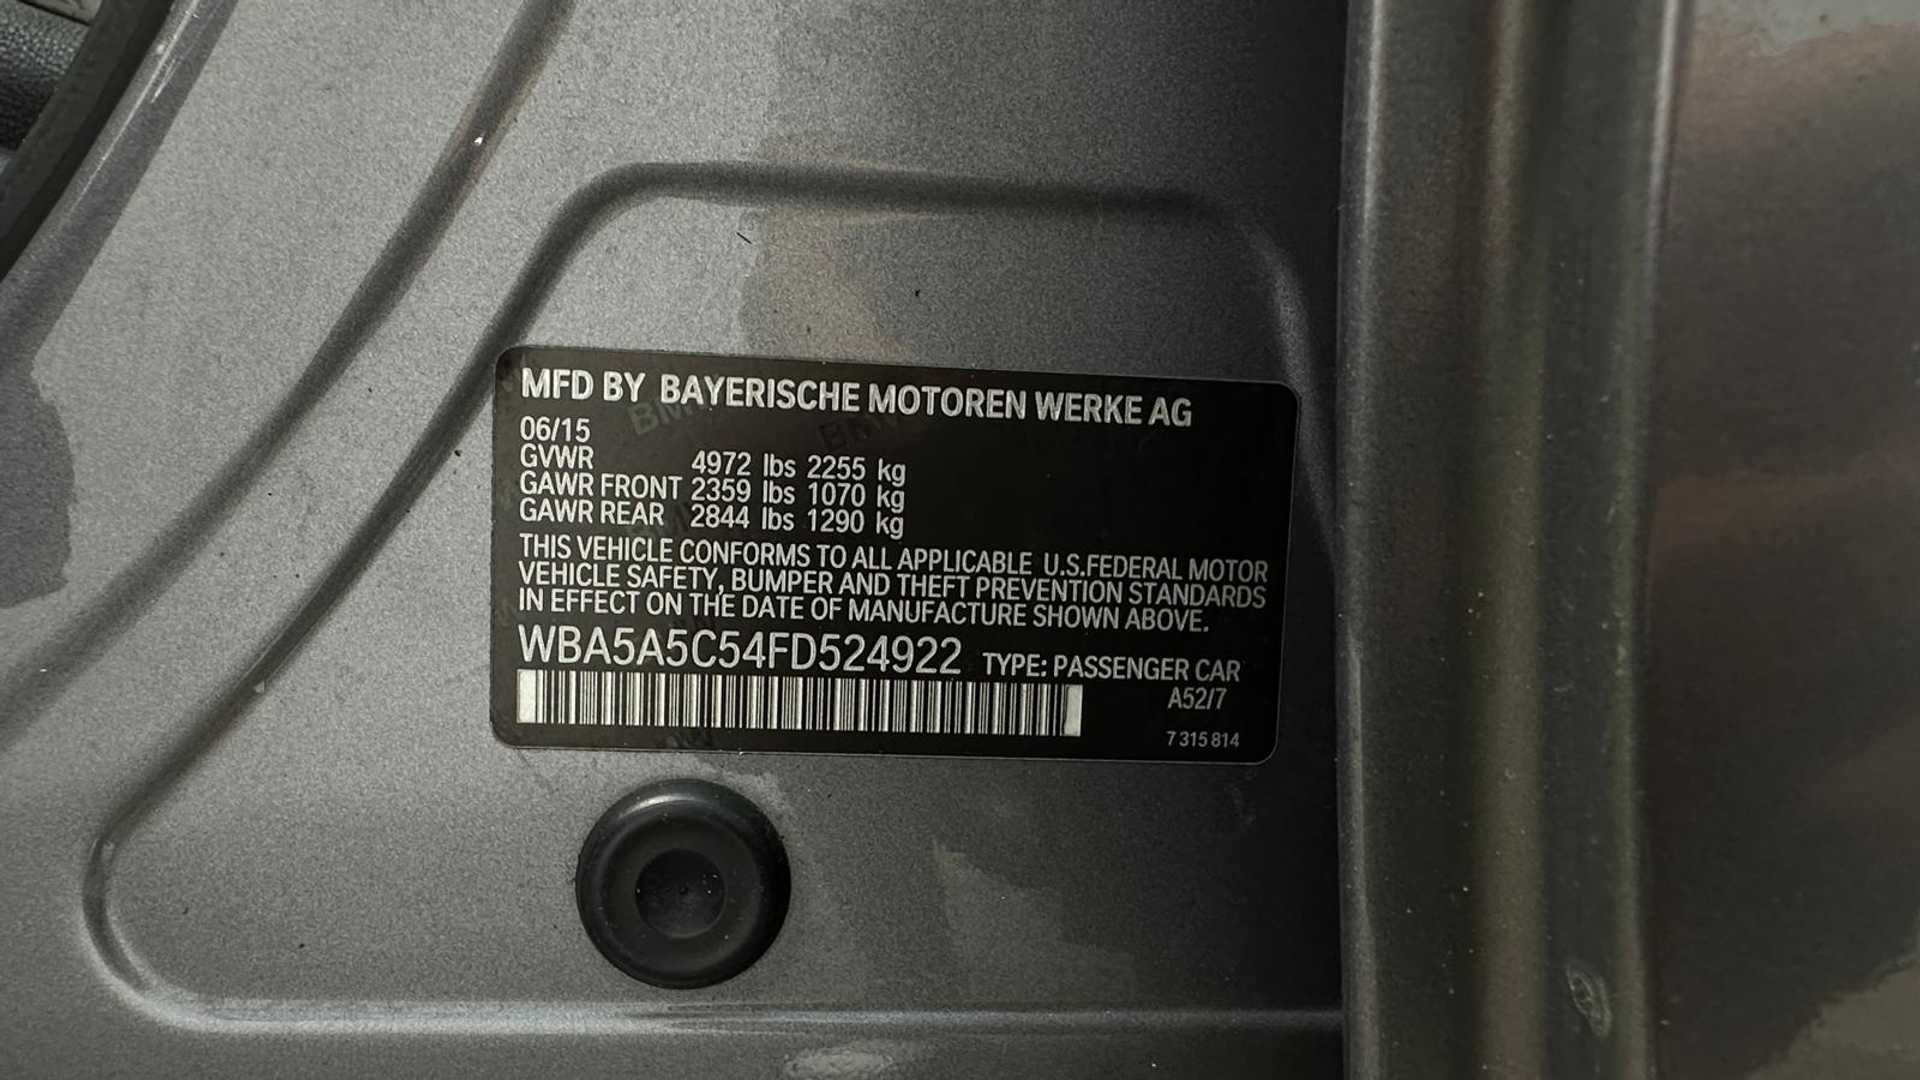 MFD BY BAYERISCHE MOTOREN WERKE AG
06/15
GVWR 4972 lbs 2255 kg
GAWR FRONT 2359 lbs 1070 kg
GAWR REAR 2844 lbs 1290 kg
THIS VEHICLE CONFORMS TO ALL APPLICABLE U.S.FEDERAL MOTOR
VEHICLE SAFETY, BUMPER AND THEFT PREVENTION STANDARDS
IN EFFECT ON THE DATE OF MANUFACTURE SHOWN ABOVE.
WBA5A5C54FD524922 TYPE: PASSENGER CAR
A52/7
7 315 814